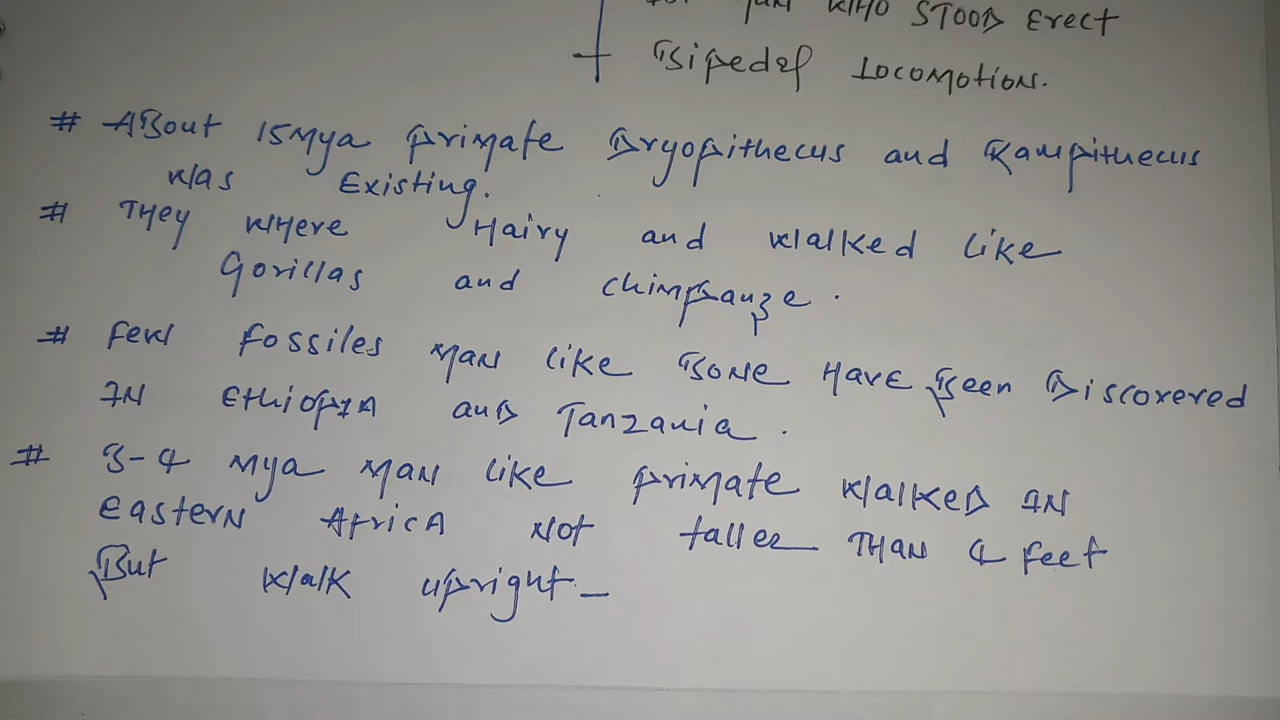 MAN WHO STOOD Erect
Bipedal Locomotion.
# About 15mya primate Dryopithecus and Rampithecus
was Existing.
# They where Hairy and walked like
Gorillas and chimpanze.
# Few fossiles man like Bone Have Been Discovered
In Ethiopia and Tanzania.
# 3-4 mya man like primate walked In
Eastern Africa Not taller Than 4 feet
But walk upright.